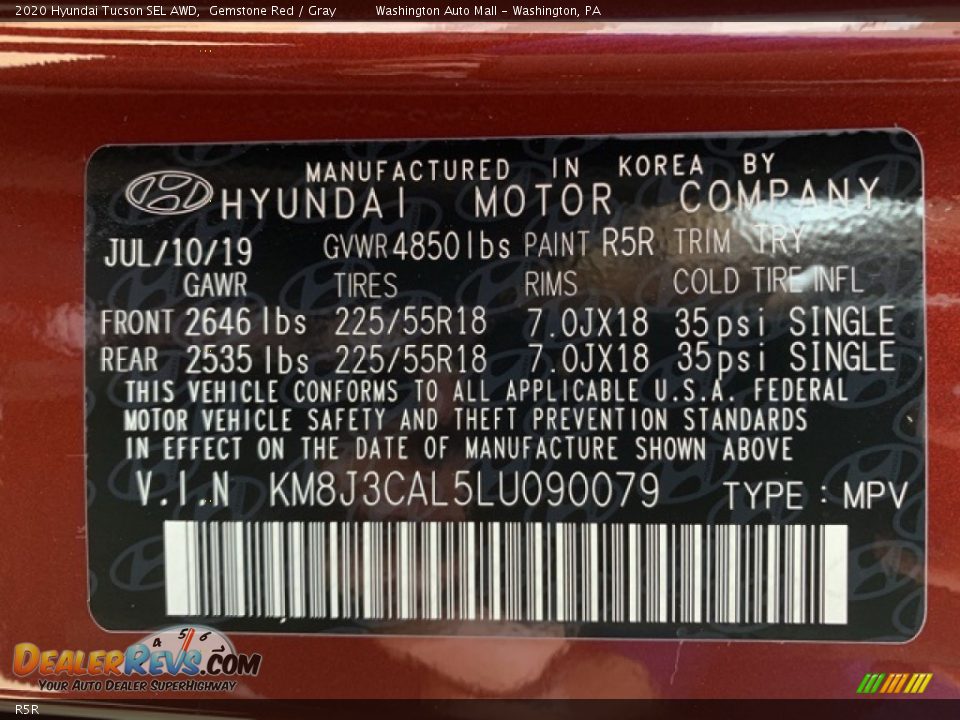 2020 Hyundai Tucson SEL AWD, Gemstone Red / Gray Washington Auto Mall - Washington, PA
MANUFACTURED IN KOREA BY
HYUNDAI MOTOR COMPANY
JUL/10/19 GVWR 4850lbs PAINT R5R TRIM TRY
GAWR TIRES RIMS COLD TIRE INFL
FRONT 2646 lbs 225/55R18 7.0JX18 35psi SINGLE
REAR 2535 lbs 225/55R18 7.0JX18 35psi SINGLE
THIS VEHICLE CONFORMS TO ALL APPLICABLE U.S.A. FEDERAL
MOTOR VEHICLE SAFETY AND THEFT PREVENTION STANDARDS
IN EFFECT ON THE DATE OF MANUFACTURE SHOWN ABOVE
V.I.N KM8J3CAL5LU090079 TYPE : MPV
4 5 6
DEALERREVS.COM
YOUR AUTO DEALER SUPERHIGHWAY
R5R